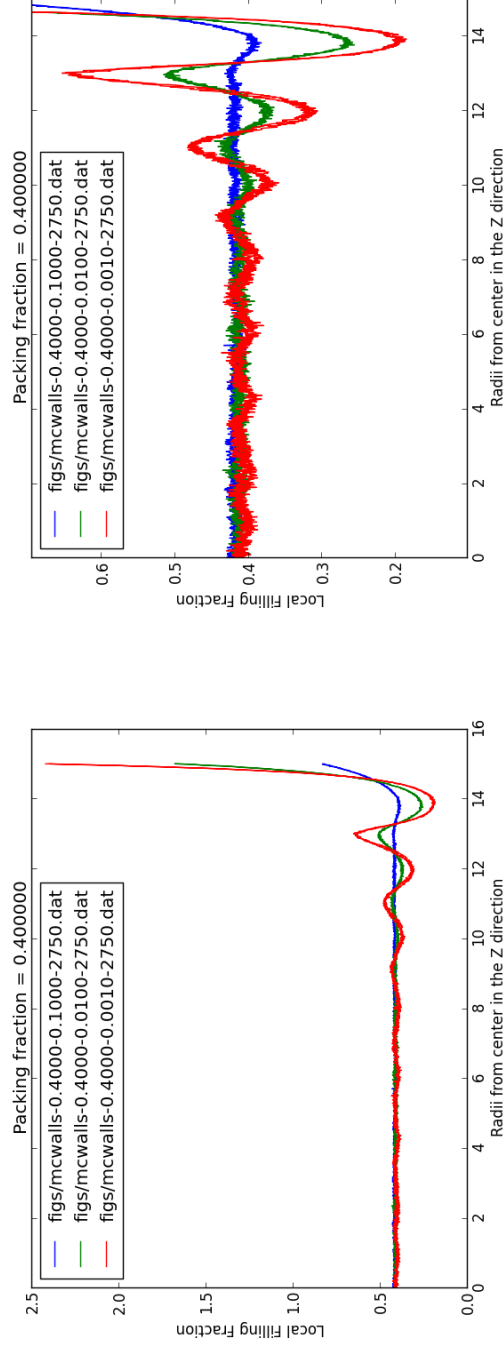 Packing fraction = 0.400000
figs/mcwalls-0.4000-0.1000-2750.dat
figs/mcwalls-0.4000-0.0100-2750.dat
figs/mcwalls-0.4000-0.0010-2750.dat
Local Filling Fraction
2.5
2.0
1.5
1.0
0.5
0.0
0 2 4 6 8 10 12 14 16
Radii from center in the Z direction
Packing fraction = 0.400000
figs/mcwalls-0.4000-0.1000-2750.dat
figs/mcwalls-0.4000-0.0100-2750.dat
figs/mcwalls-0.4000-0.0010-2750.dat
Local Filling Fraction
0.6
0.5
0.4
0.3
0.2
0 2 4 6 8 10 12 14
Radii from center in the Z direction